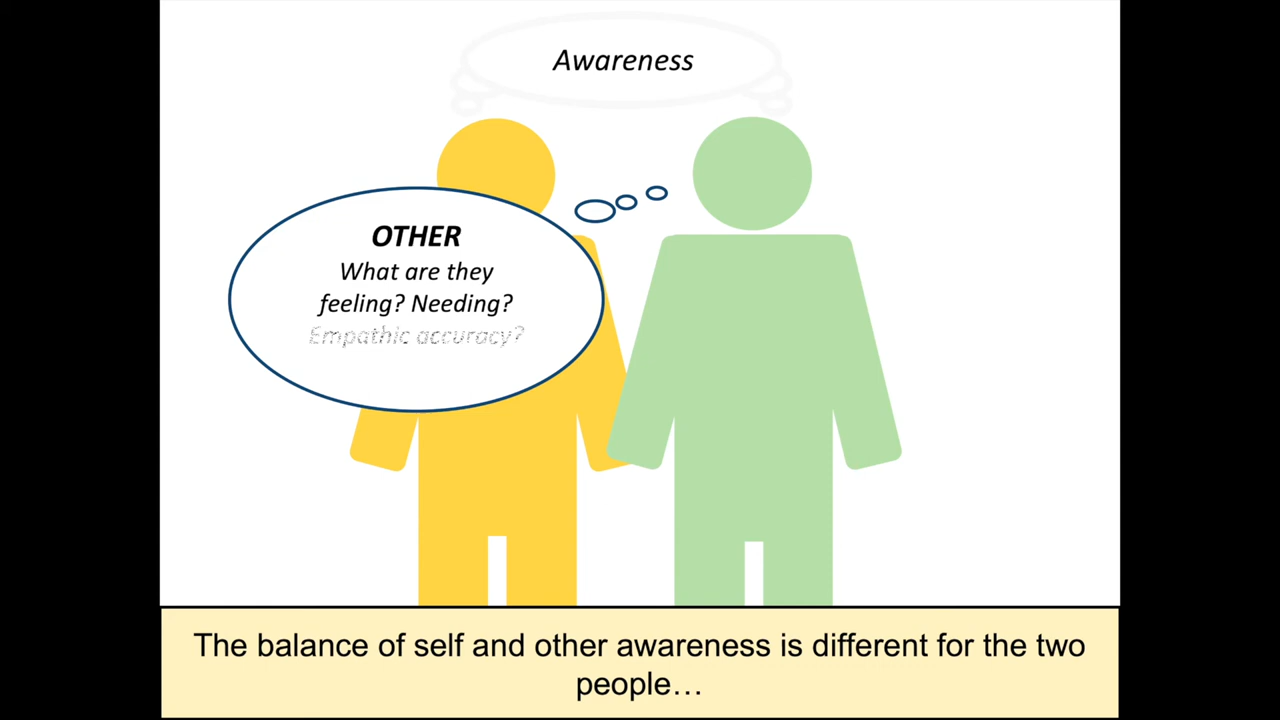 Awareness
OTHER
What are they
feeling? Needing?
Empathic accuracy?
The balance of self and other awareness is different for the two
people…